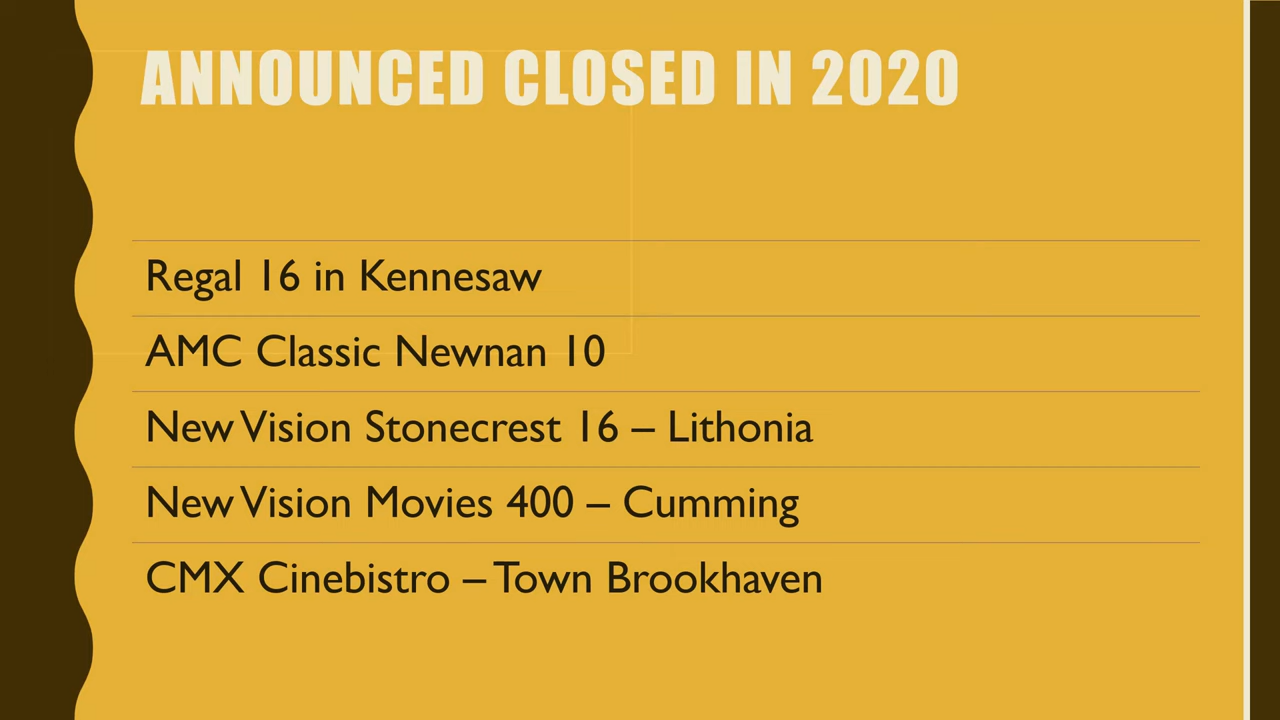 ANNOUNCED CLOSED IN 2020
Regal 16 in Kennesaw
AMC Classic Newnan 10
New Vision Stonecrest 16 – Lithonia
New Vision Movies 400 – Cumming
CMX Cinebistro – Town Brookhaven